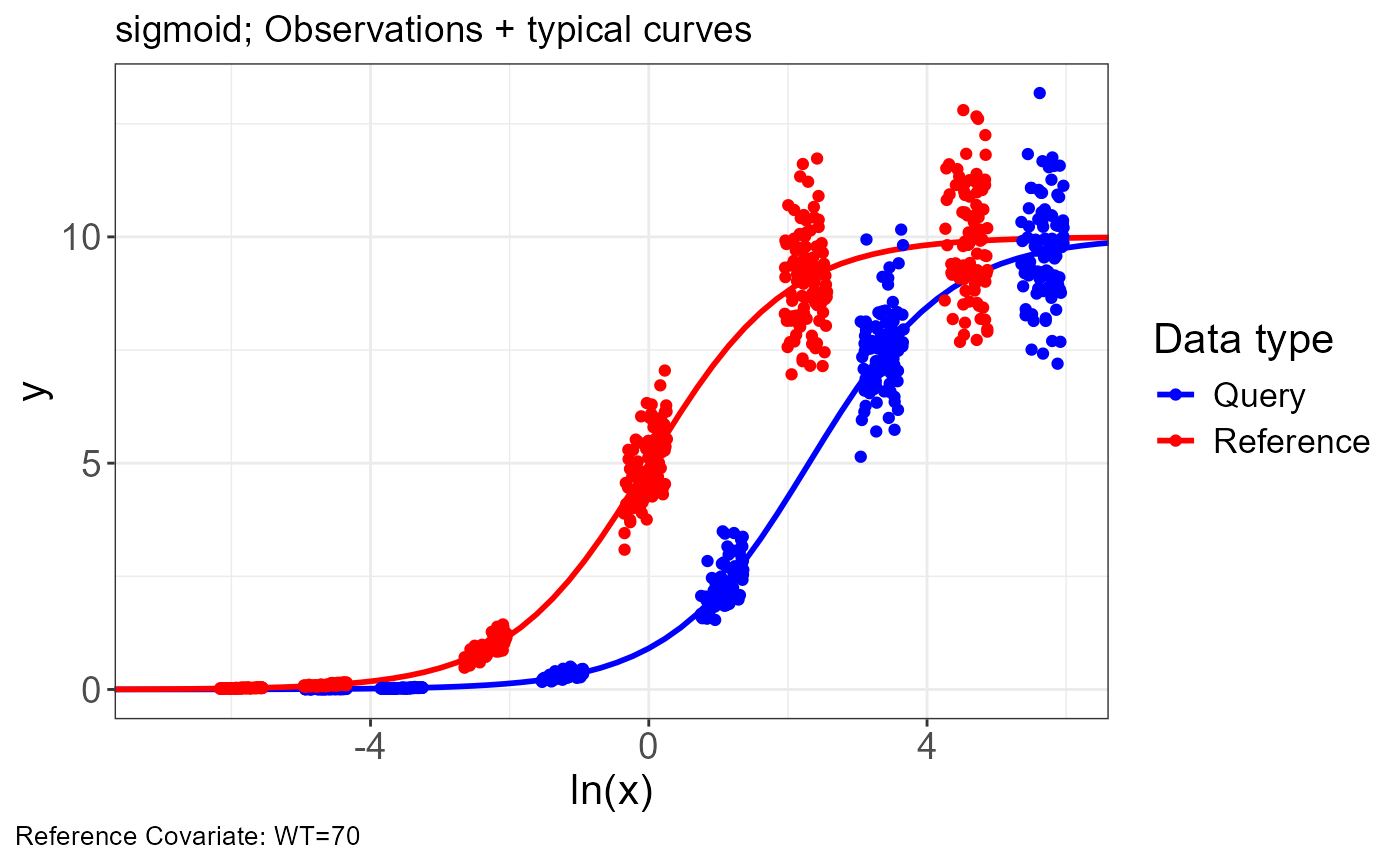 sigmoid; Observations + typical curves
10
5
0
y
-4 0 4
ln(x)
Data type
Query
Reference
Reference Covariate: WT=70